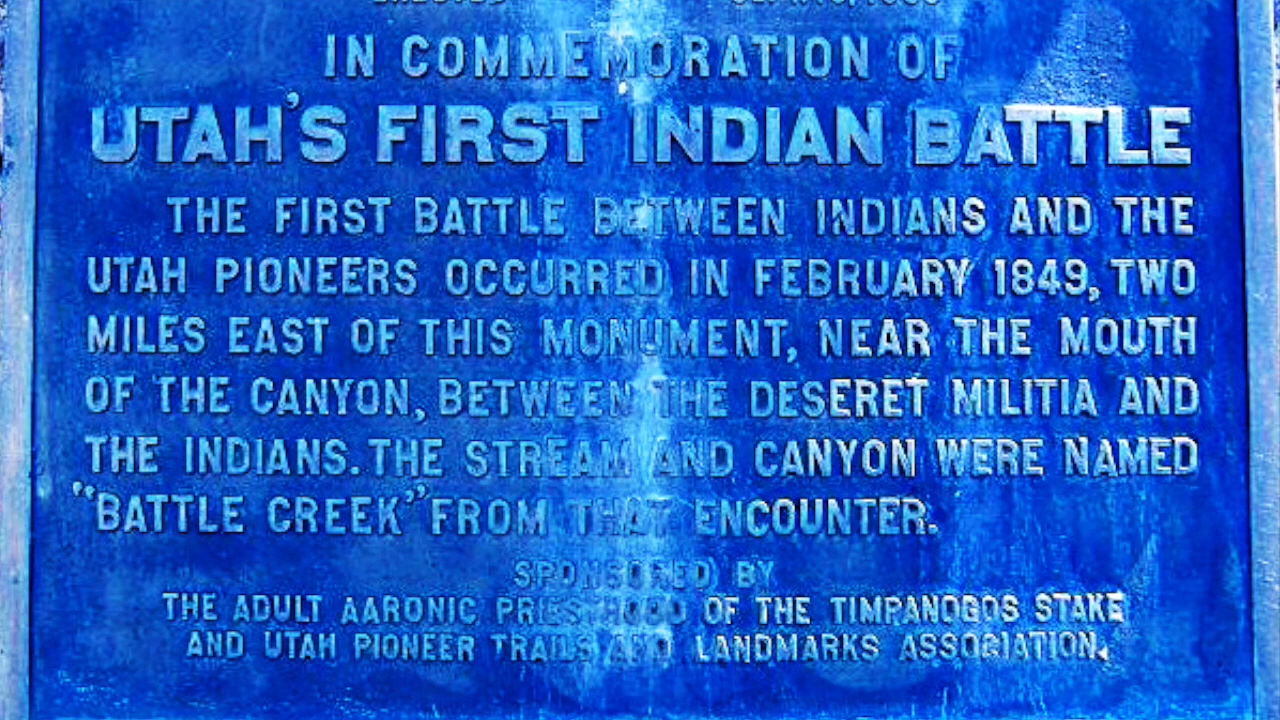 IN COMMEMORATION OF
UTAH'S FIRST INDIAN BATTLE
THE FIRST BATTLE BETWEEN INDIANS AND THE
UTAH PIONEERS OCCURRED IN FEBRUARY 1849, TWO
MILES EAST OF THIS MONUMENT, NEAR THE MOUTH
OF THE CANYON, BETWEEN THE DESERET MILITIA AND
THE INDIANS. THE STREAM AND CANYON WERE NAMED
"BATTLE CREEK" FROM THAT ENCOUNTER.
SPONSORED BY
THE ADULT AARONIC PRIESTHOOD OF THE TIMPANOGOS STAKE
AND UTAH PIONEER TRAILS AND LANDMARKS ASSOCIATION.